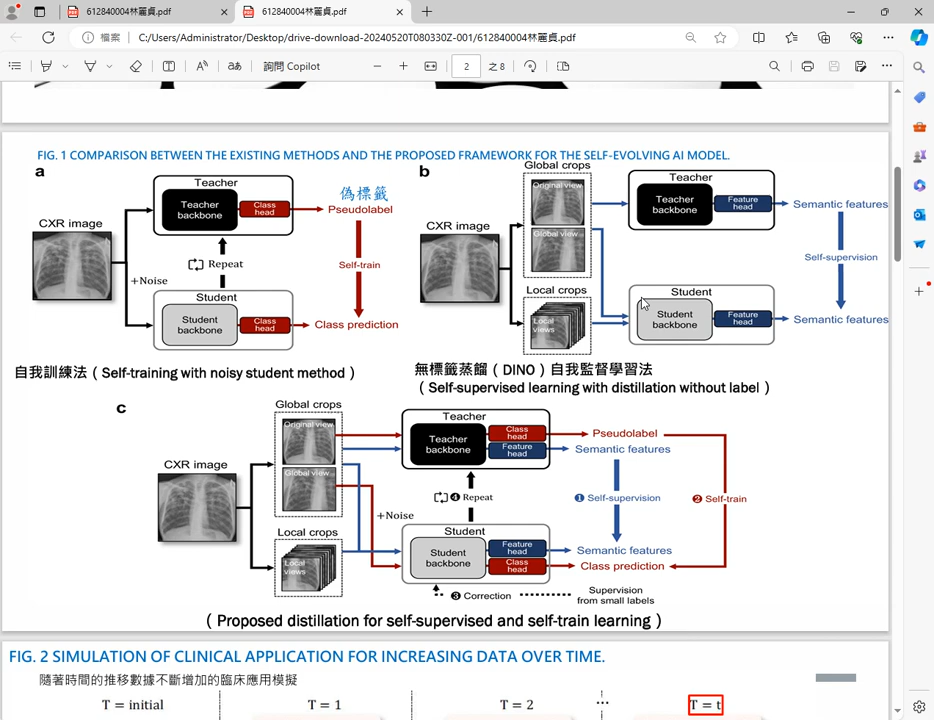 612840004林麗貞.pdf
612840004林麗貞.pdf
檔案
C:/Users/Administrator/Desktop/drive-download-20240520T080330Z-001/612840004林麗貞.pdf
詢問 Copilot
2
之 8
FIG. 1 COMPARISON BETWEEN THE EXISTING METHODS AND THE PROPOSED FRAMEWORK FOR THE SELF-EVOLVING AI MODEL.
a
Teacher
Teacher backbone
Class head
偽標籤
Pseudolabel
CXR image
Repeat
+Noise
Self-train
Student
Student backbone
Class head
Class prediction
自我訓練法（Self-training with noisy student method）
b
Global crops
Original view
Global view
CXR image
Local crops
Local views
Teacher
Teacher backbone
Feature head
Semantic features
Self-supervision
Student
Student backbone
Feature head
Semantic features
無標籤蒸餾（DINO）自我監督學習法
（Self-supervised learning with distillation without label）
c
Global crops
Original view
Global view
CXR image
Local crops
Local views
Teacher
Teacher backbone
Class head
Feature head
Pseudolabel
Semantic features
❹ Repeat
+Noise
❶ Self-supervision
❷ Self-train
Student
Student backbone
Feature head
Class head
Semantic features
Class prediction
❸ Correction
Supervision from small labels
（Proposed distillation for self-supervised and self-train learning）
FIG. 2 SIMULATION OF CLINICAL APPLICATION FOR INCREASING DATA OVER TIME.
隨著時間的推移數據不斷增加的臨床應用模擬
T = initial
T = 1
T = 2
...
T = t